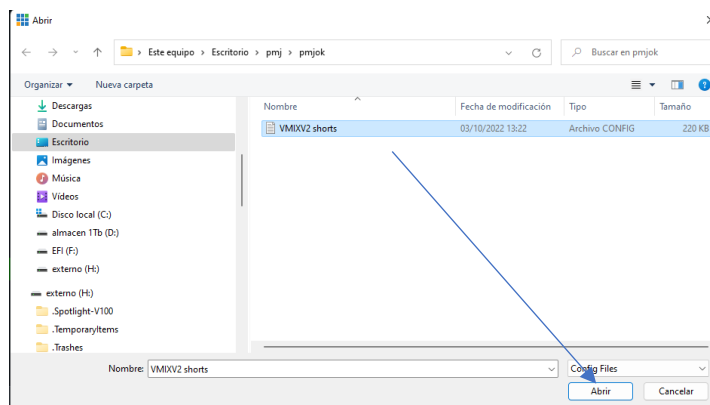 Abrir
Este equipo > Escritorio > pmj > pmjok
Buscar en pmjok
Organizar Nueva carpeta
Nombre Fecha de modificación Tipo Tamaño
Descargas
Documentos
Escritorio
Imágenes
Música
Vídeos
Disco local (C:)
almacen 1Tb (D:)
EFI (F:)
externo (H:)
externo (H:)
.Spotlight-V100
.TemporaryItems
.Trashes
VMIXV2 shorts 03/10/2022 13:22 Archivo CONFIG 220 KB
Nombre: VMIXV2 shorts
Config Files
Abrir Cancelar